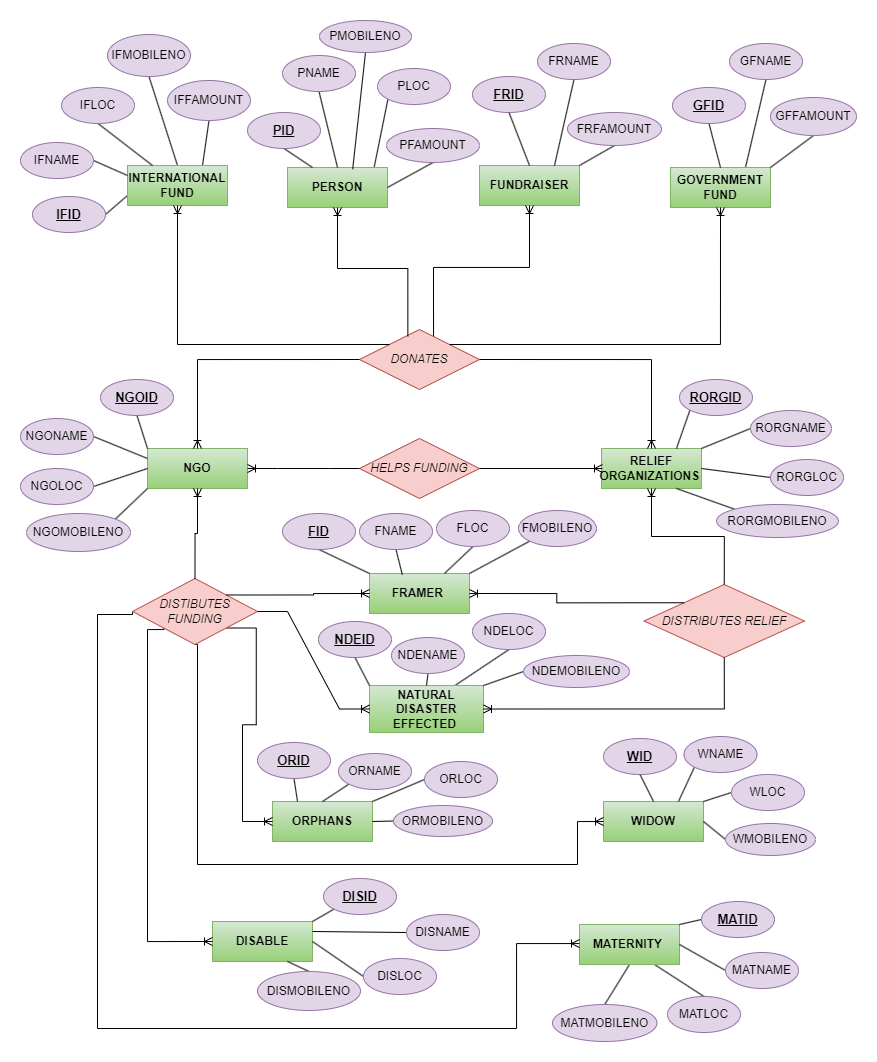 PMOBILENO
IFMOBILENO
FRNAME
GFNAME
PNAME
PLOC
IFLOC
IFFAMOUNT
FRID
GFID
PID
FRFAMOUNT
GFFAMOUNT
IFNAME
PFAMOUNT
INTERNATIONAL
FUND
PERSON
FUNDRAISER
GOVERNMENT
FUND
IFID
DONATES
NGOID
RORGID
NGONAME
RORGNAME
NGO
HELPS FUNDING
RELIEF
ORGANIZATIONS
NGOLOC
RORGLOC
NGOMOBILENO
RORGMOBILENO
FID
FNAME
FLOC
FMOBILENO
FRAMER
DISTIBUTES
FUNDING
DISTRIBUTES RELIEF
NDEID
NDENAME
NDELOC
NDEMOBILENO
NATURAL
DISASTER
EFFECTED
ORID
ORNAME
ORLOC
ORMOBILENO
ORPHANS
WID
WNAME
WLOC
WMOBILENO
WIDOW
DISID
DISNAME
DISABLE
DISLOC
DISMOBILENO
MATID
MATERNITY
MATNAME
MATLOC
MATMOBILENO